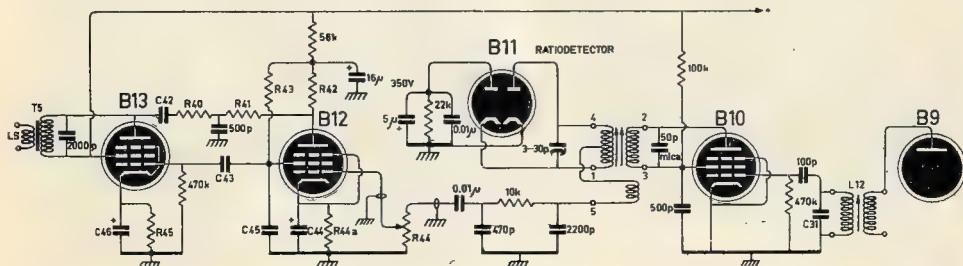 56k
B11
RATIODETECTOR
100k
R43
R42
16µ
350V
22k
5µ
0.01µ
T5
LS
2000p
B13
C42
R40
R41
500p
B12
3-30p
4
1
2
3
5
50p
mica
B10
B9
100p
L12
470k
C43
C46
R45
C45
C44
R44a
R44
0.01µ
10k
470p
2200p
500p
470k
C31